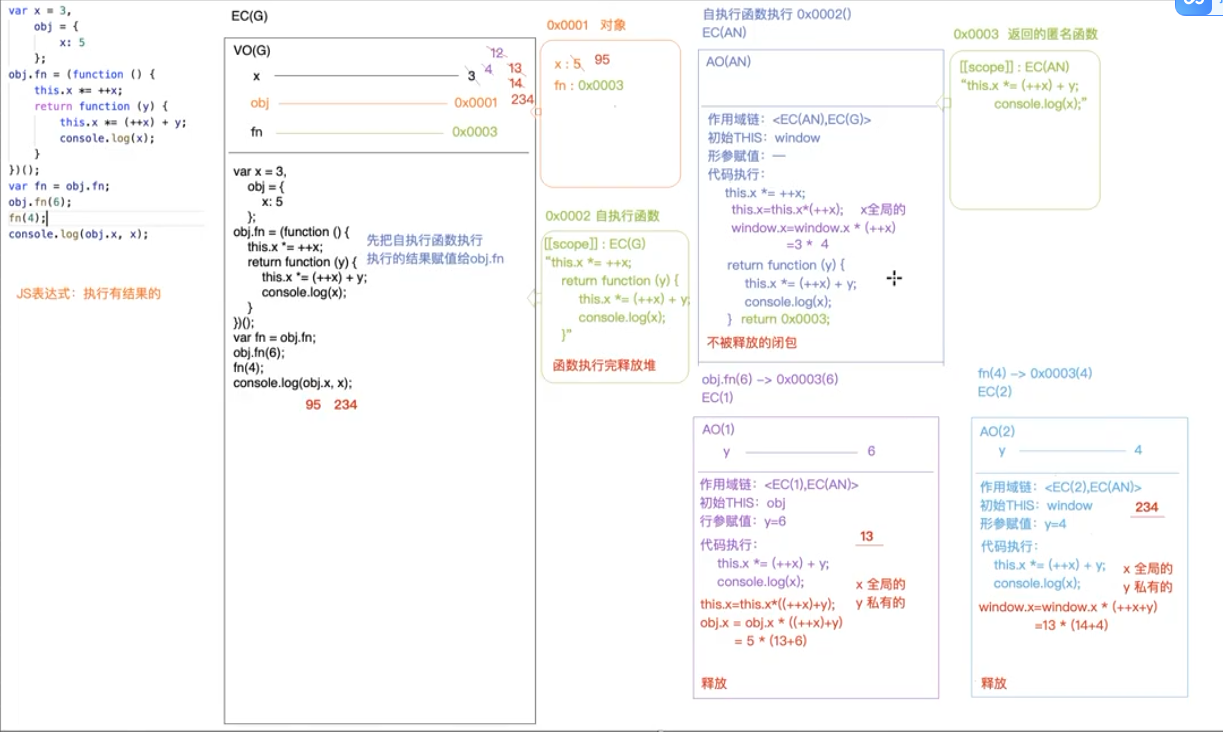 var x = 3,
obj = {
x: 5
};
obj.fn = (function () {
this.x *= ++x;
return function (y) {
this.x *= (++x) + y;
console.log(x);
}
})();
var fn = obj.fn;
obj.fn(6);
fn(4);
console.log(obj.x, x);
JS表达式：执行有结果的
EC(G)
VO(G)
x 3 4 12 13 14 234
obj 0x0001
fn 0x0003
var x = 3,
obj = {
x: 5
};
obj.fn = (function () {
this.x *= ++x;
return function (y) {
this.x *= (++x) + y;
console.log(x);
}
})();
var fn = obj.fn;
obj.fn(6);
fn(4);
console.log(obj.x, x);
95 234
先把自执行函数执行
执行的结果赋值给obj.fn
0x0001 对象
x : 5 95
fn : 0x0003
0x0002 自执行函数
[[scope]] : EC(G)
“this.x *= ++x;
return function (y) {
this.x *= (++x) + y;
console.log(x);
}”
函数执行完释放堆
自执行函数执行 0x0002()
EC(AN)
AO(AN)
作用域链：<EC(AN),EC(G)>
初始THIS：window
形参赋值：—
代码执行：
this.x *= ++x;
this.x=this.x*(++x); x全局的
window.x=window.x * (++x)
=3 * 4
return function (y) {
this.x *= (++x) + y;
console.log(x);
} return 0x0003;
不被释放的闭包
0x0003 返回的匿名函数
[[scope]] : EC(AN)
“this.x *= (++x) + y;
console.log(x);”
obj.fn(6) -> 0x0003(6)
EC(1)
AO(1)
y 6
作用域链：<EC(1),EC(AN)>
初始THIS：obj
行参赋值：y=6
代码执行：
13
this.x *= (++x) + y;
console.log(x);
x 全局的
y 私有的
this.x=this.x*((++x)+y);
obj.x = obj.x * ((++x)+y)
= 5 * (13+6)
释放
fn(4) -> 0x0003(4)
EC(2)
AO(2)
y 4
作用域链：<EC(2),EC(AN)>
初始THIS：window
234
形参赋值：y=4
代码执行：
this.x *= (++x) + y;
console.log(x);
x 全局的
y 私有的
window.x=window.x * (++x+y)
=13 * (14+4)
释放